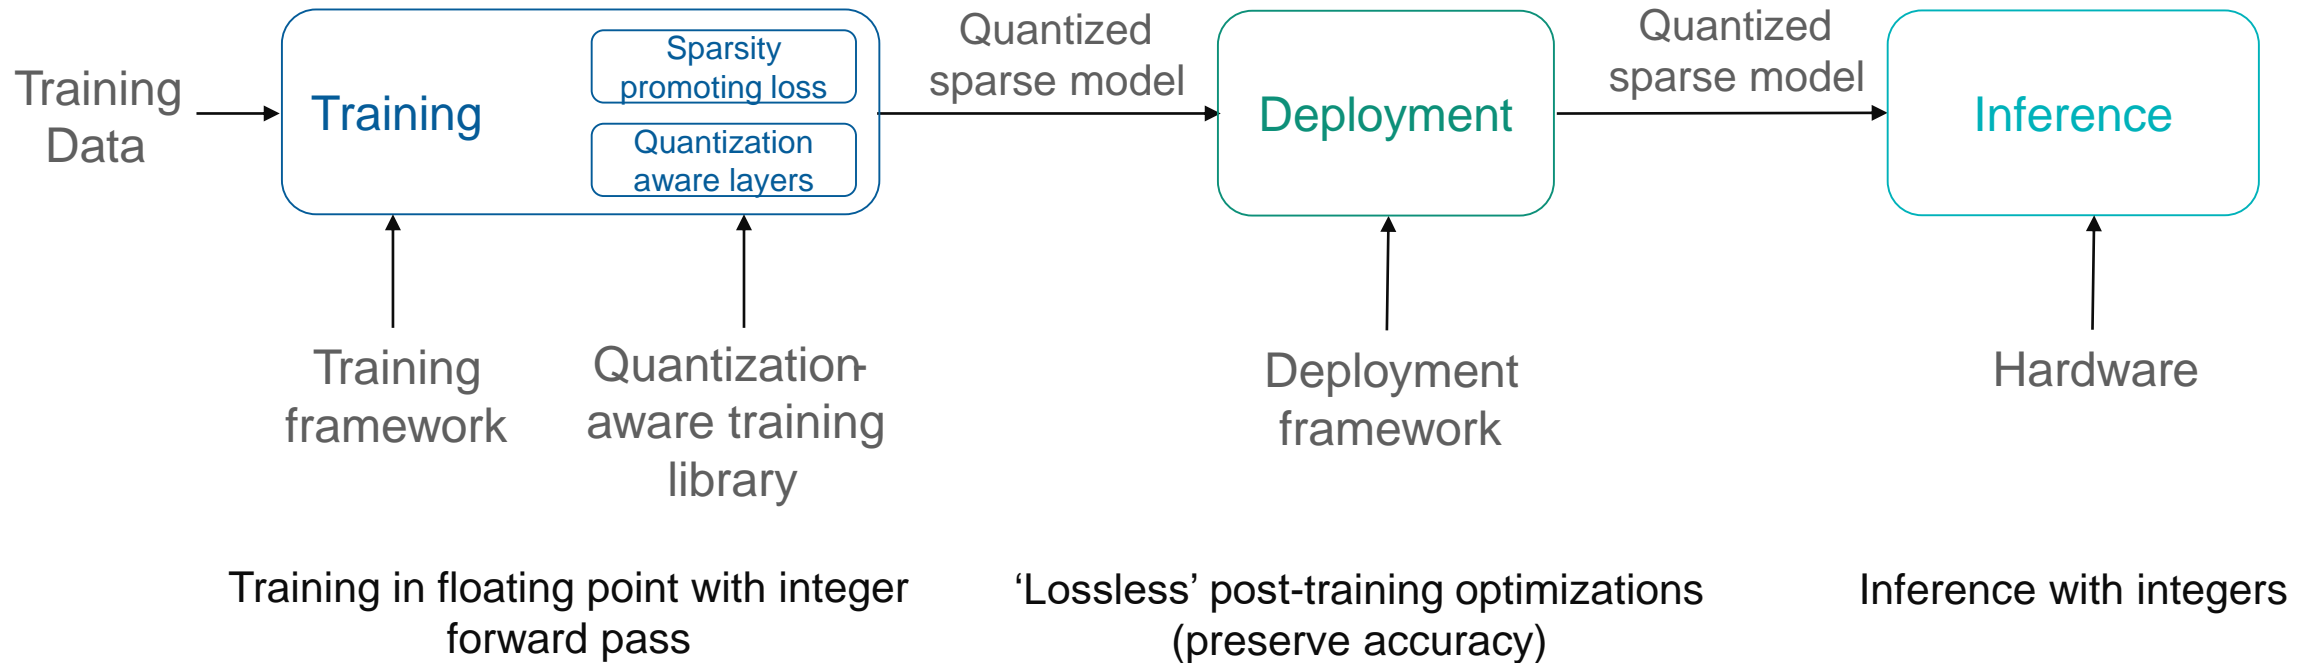 Training
Data
Training
Sparsity
promoting loss
Quantization
aware layers
Quantized
sparse model
Deployment
Quantized
sparse model
Inference
Training
framework
Quantization-
aware training
library
Deployment
framework
Hardware
Training in floating point with integer
forward pass
‘Lossless’ post-training optimizations
(preserve accuracy)
Inference with integers